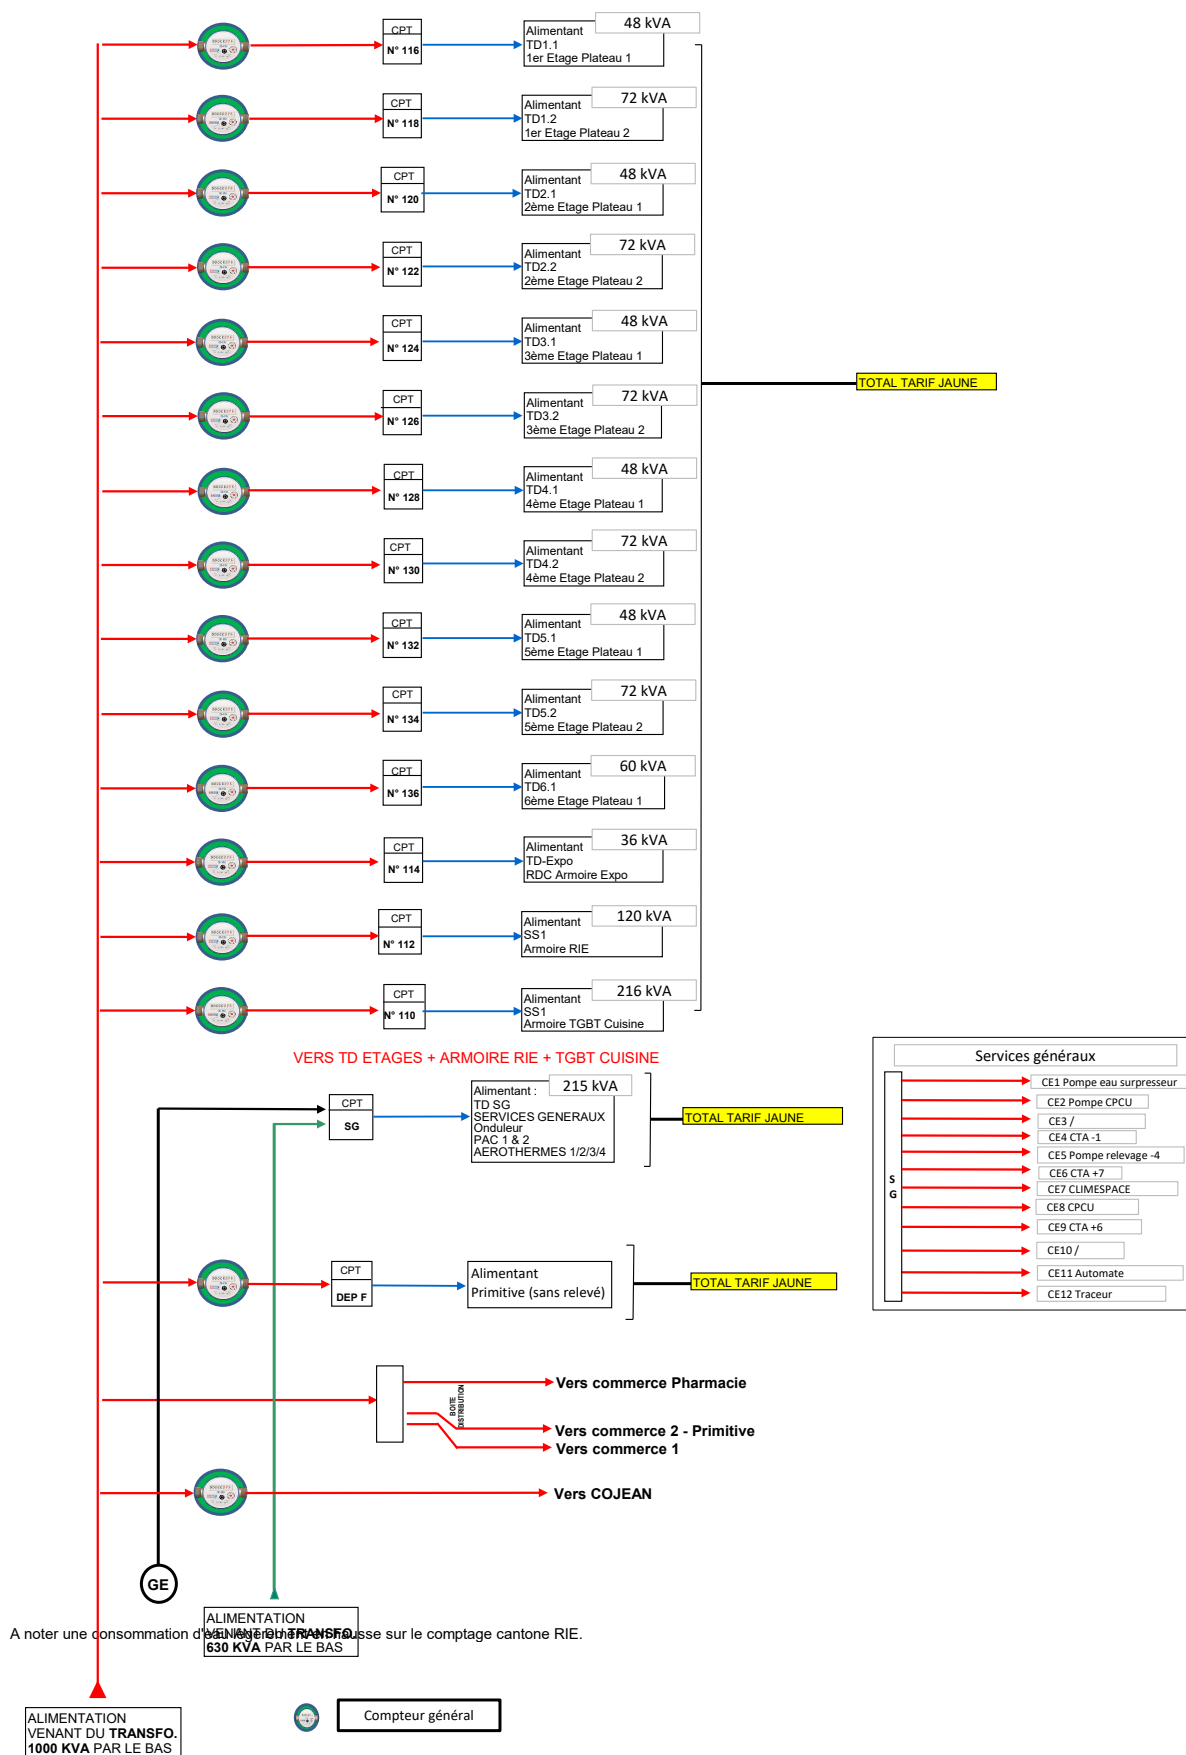 CPT
N° 116
48 kVA
Alimentant
TD1.1
1er Etage Plateau 1
CPT
N° 118
72 kVA
Alimentant
TD1.2
1er Etage Plateau 2
CPT
N° 120
48 kVA
Alimentant
TD2.1
2ème Etage Plateau 1
CPT
N° 122
72 kVA
Alimentant
TD2.2
2ème Etage Plateau 2
CPT
N° 124
48 kVA
Alimentant
TD3.1
3ème Etage Plateau 1
TOTAL TARIF JAUNE
CPT
N° 126
72 kVA
Alimentant
TD3.2
3ème Etage Plateau 2
CPT
N° 128
48 kVA
Alimentant
TD4.1
4ème Etage Plateau 1
CPT
N° 130
72 kVA
Alimentant
TD4.2
4ème Etage Plateau 2
CPT
N° 132
48 kVA
Alimentant
TD5.1
5ème Etage Plateau 1
CPT
N° 134
72 kVA
Alimentant
TD5.2
5ème Etage Plateau 2
CPT
N° 136
60 kVA
Alimentant
TD6.1
6ème Etage Plateau 1
CPT
N° 114
36 kVA
Alimentant
TD-Expo
RDC Armoire Expo
CPT
N° 112
120 kVA
Alimentant
SS1
Armoire RIE
CPT
N° 110
216 kVA
Alimentant
SS1
Armoire TGBT Cuisine
VERS TD ETAGES + ARMOIRE RIE + TGBT CUISINE
CPT
SG
215 kVA
Alimentant :
TD SG
SERVICES GENERAUX
Onduleur
PAC 1 & 2
AEROTHERMES 1/2/3/4
TOTAL TARIF JAUNE
Services généraux
S
G
CE1 Pompe eau surpresseur
CE2 Pompe CPCU
CE3 /
CE4 CTA -1
CE5 Pompe relevage -4
CE6 CTA +7
CE7 CLIMESPACE
CE8 CPCU
CE9 CTA +6
CE10 /
CE11 Automate
CE12 Traceur
CPT
DEP F
Alimentant
Primitive (sans relevé)
TOTAL TARIF JAUNE
BOITE
DISTRIBUTION
Vers commerce Pharmacie
Vers commerce 2 - Primitive
Vers commerce 1
Vers COJEAN
GE
ALIMENTATION
VENANT DU TRANSFO.
630 KVA PAR LE BAS
A noter une consommation d'eau légèrement en hausse sur le comptage cantone RIE.
ALIMENTATION
VENANT DU TRANSFO.
1000 KVA PAR LE BAS
Compteur général